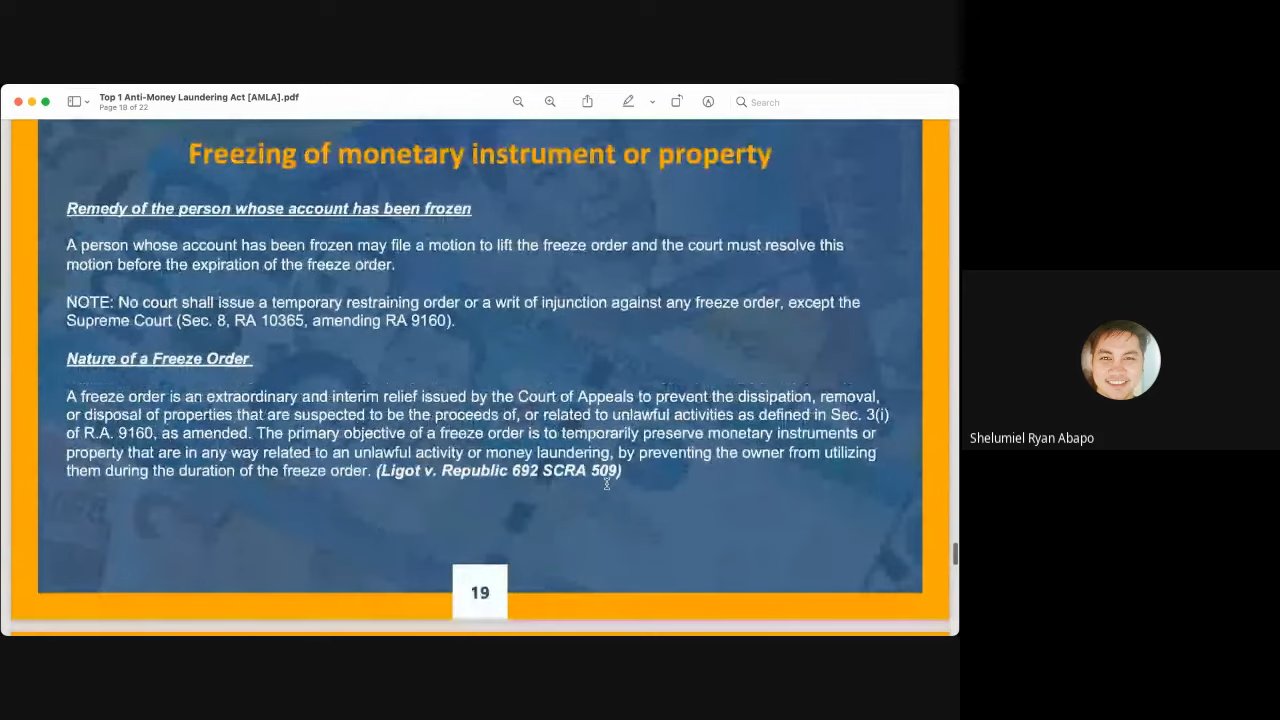 Top 1 Anti-Money Laundering Act [AMLA].pdf
Page 18 of 22
Search
Freezing of monetary instrument or property
Remedy of the person whose account has been frozen
A person whose account has been frozen may file a motion to lift the freeze order and the court must resolve this
motion before the expiration of the freeze order.
NOTE: No court shall issue a temporary restraining order or a writ of injunction against any freeze order, except the
Supreme Court (Sec. 8, RA 10365, amending RA 9160).
Nature of a Freeze Order
A freeze order is an extraordinary and interim relief issued by the Court of Appeals to prevent the dissipation, removal,
or disposal of properties that are suspected to be the proceeds of, or related to unlawful activities as defined in Sec. 3(i)
of R.A. 9160, as amended. The primary objective of a freeze order is to temporarily preserve monetary instruments or
property that are in any way related to an unlawful activity or money laundering, by preventing the owner from utilizing
them during the duration of the freeze order. (Ligot v. Republic 692 SCRA 509)
19
Shelumiel Ryan Abapo